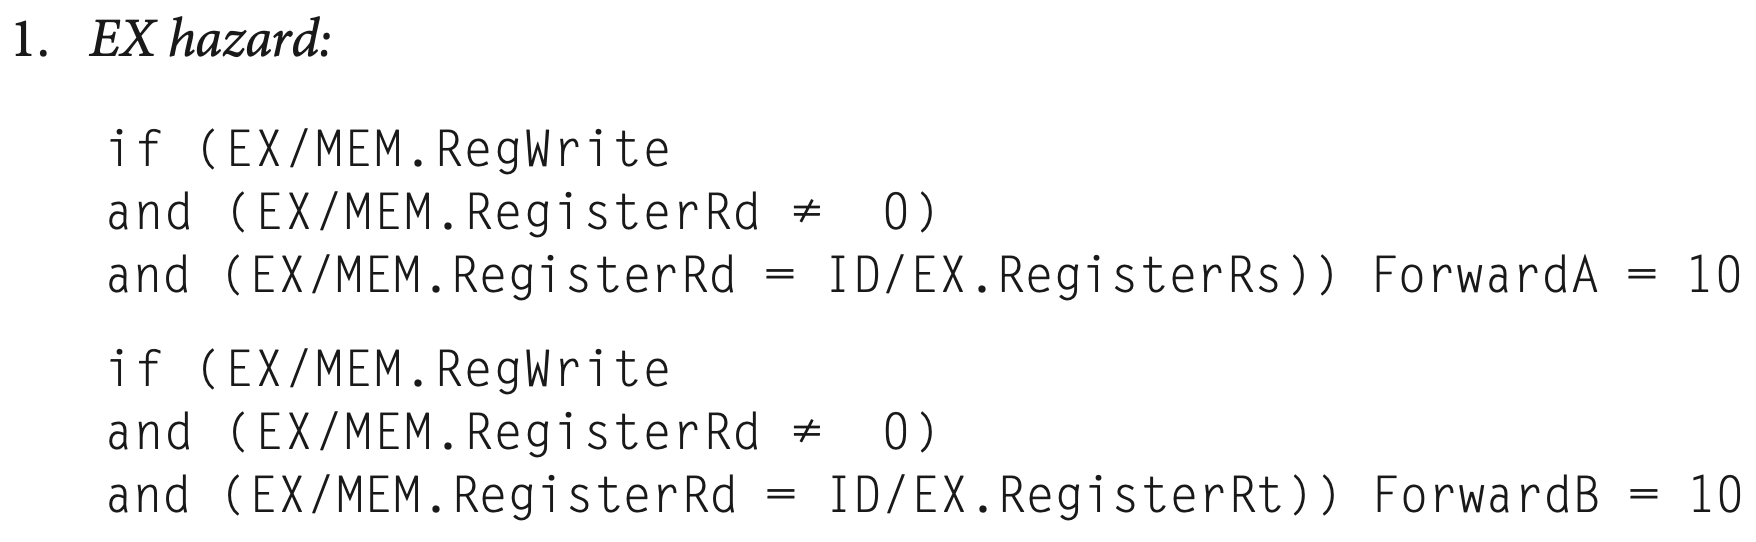 1. EX hazard:
if (EX/MEM.RegWrite
and (EX/MEM.RegisterRd ≠ 0)
and (EX/MEM.RegisterRd = ID/EX.RegisterRs)) ForwardA = 10
if (EX/MEM.RegWrite
and (EX/MEM.RegisterRd ≠ 0)
and (EX/MEM.RegisterRd = ID/EX.RegisterRt)) ForwardB = 10